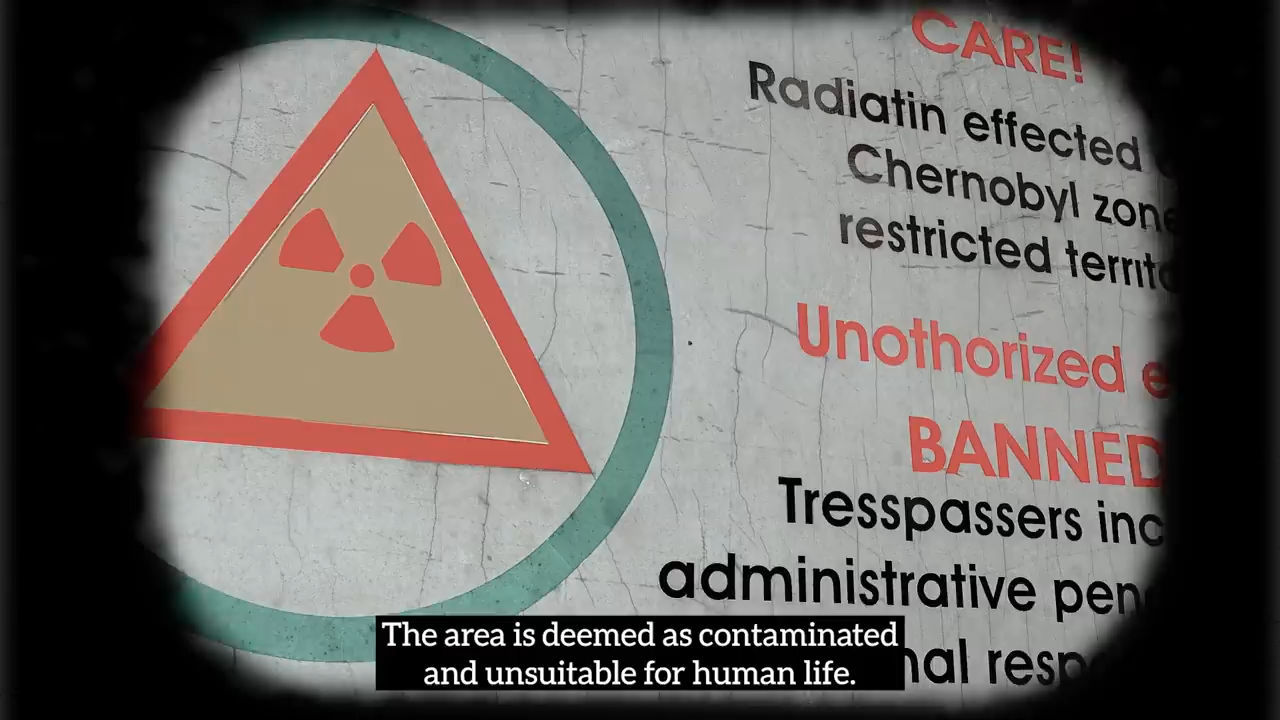 CARE!
Radiatin effected
Chernobyl zone
restricted territo
Unothorized e
BANNED
Tresspassers inc
administrative pen
nal resp
The area is deemed as contaminated
and unsuitable for human life.